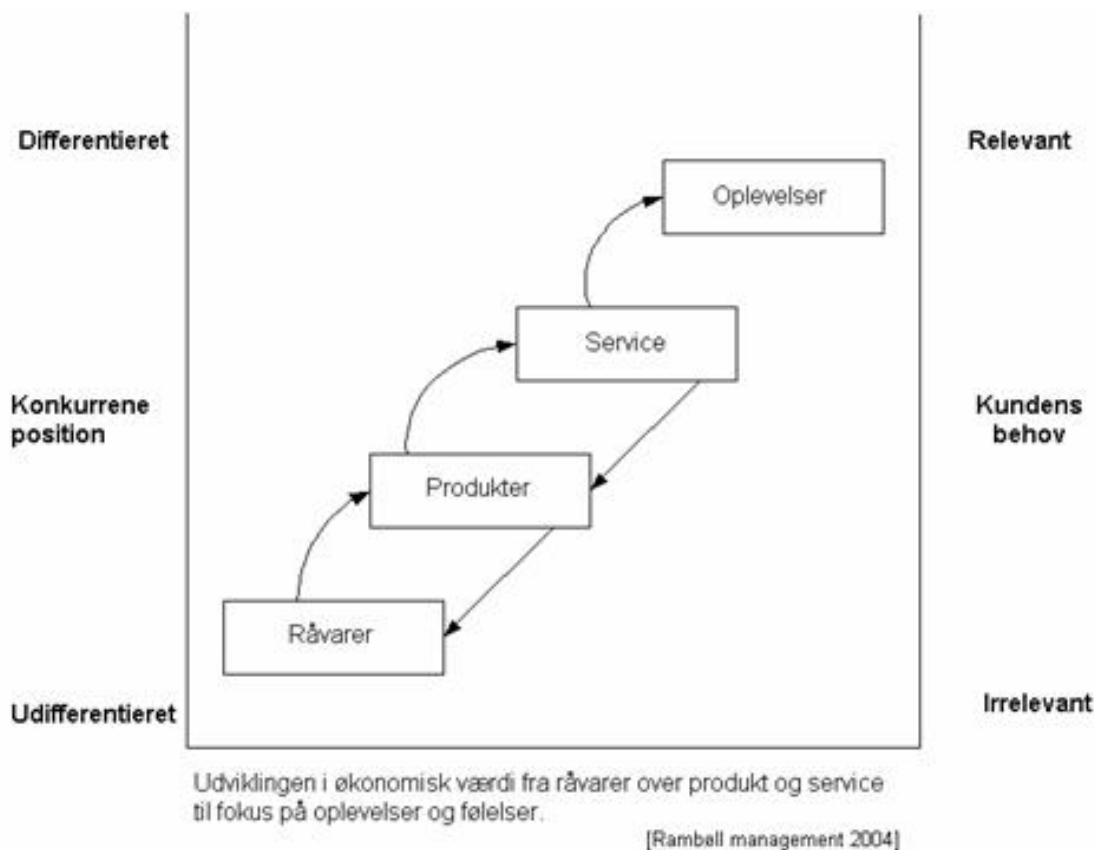 Differentieret
Relevant
Oplevelser
Service
Konkurrene
position
Kundens
behov
Produkter
Råvarer
Udifferentieret
Irrelevant
Udviklingen i økonomisk værdi fra råvarer over produkt og service
til fokus på oplevelser og følelser.
[Rambøll management 2004]